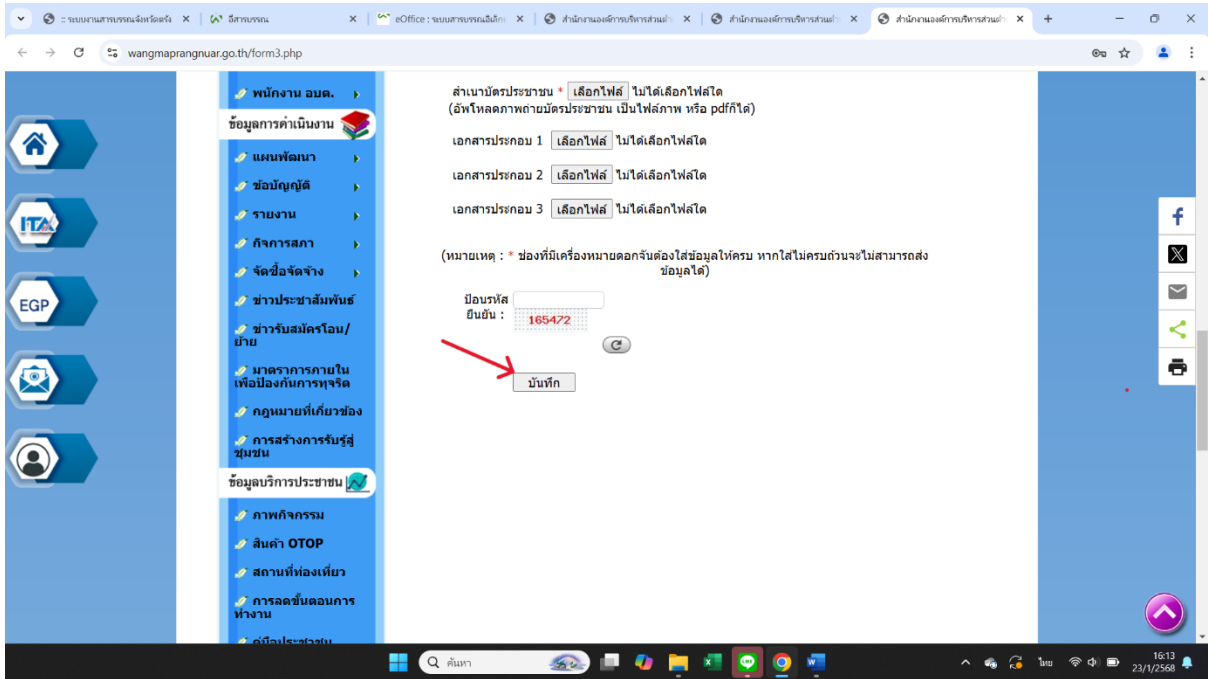 :: ระบบงานสารบรรณจังหวัดตรัง
อีสารบรรณ
eOffice : ระบบสารบรรณอิเล็ก
สำนักงานองค์การบริหารส่วนตำ
สำนักงานองค์การบริหารส่วนตำ
สำนักงานองค์การบริหารส่วนตำ
wangmaprangnuar.go.th/form3.php
พนักงาน อบต.
ข้อมูลการดำเนินงาน
แผนพัฒนา
ข้อบัญญัติ
รายงาน
กิจการสภา
จัดซื้อจัดจ้าง
ข่าวประชาสัมพันธ์
ข่าวรับสมัครโอน/
ย้าย
มาตราการภายใน
เพื่อป้องกันการทุจริต
กฎหมายที่เกี่ยวข้อง
การสร้างการรับรู้สู่
ชุมชน
ข้อมูลบริการประชาชน
ภาพกิจกรรม
สินค้า OTOP
สถานที่ท่องเที่ยว
การลดขั้นตอนการ
ทำงาน
คู่มือประชาชน
ITA
EGP
สำเนาบัตรประชาชน * เลือกไฟล์ ไม่ได้เลือกไฟล์ใด
(อัพโหลดภาพถ่ายบัตรประชาชน เป็นไฟล์ภาพ หรือ pdfก็ได้)
เอกสารประกอบ 1 เลือกไฟล์ ไม่ได้เลือกไฟล์ใด
เอกสารประกอบ 2 เลือกไฟล์ ไม่ได้เลือกไฟล์ใด
เอกสารประกอบ 3 เลือกไฟล์ ไม่ได้เลือกไฟล์ใด
(หมายเหตุ : * ช่องที่มีเครื่องหมายดอกจันต้องใส่ข้อมูลให้ครบ หากใส่ไม่ครบถ้วนจะไม่สามารถส่ง
ข้อมูลได้)
ป้อนรหัส
ยืนยัน :
165472
บันทึก
ค้นหา
ไทย
16:13
23/1/2568